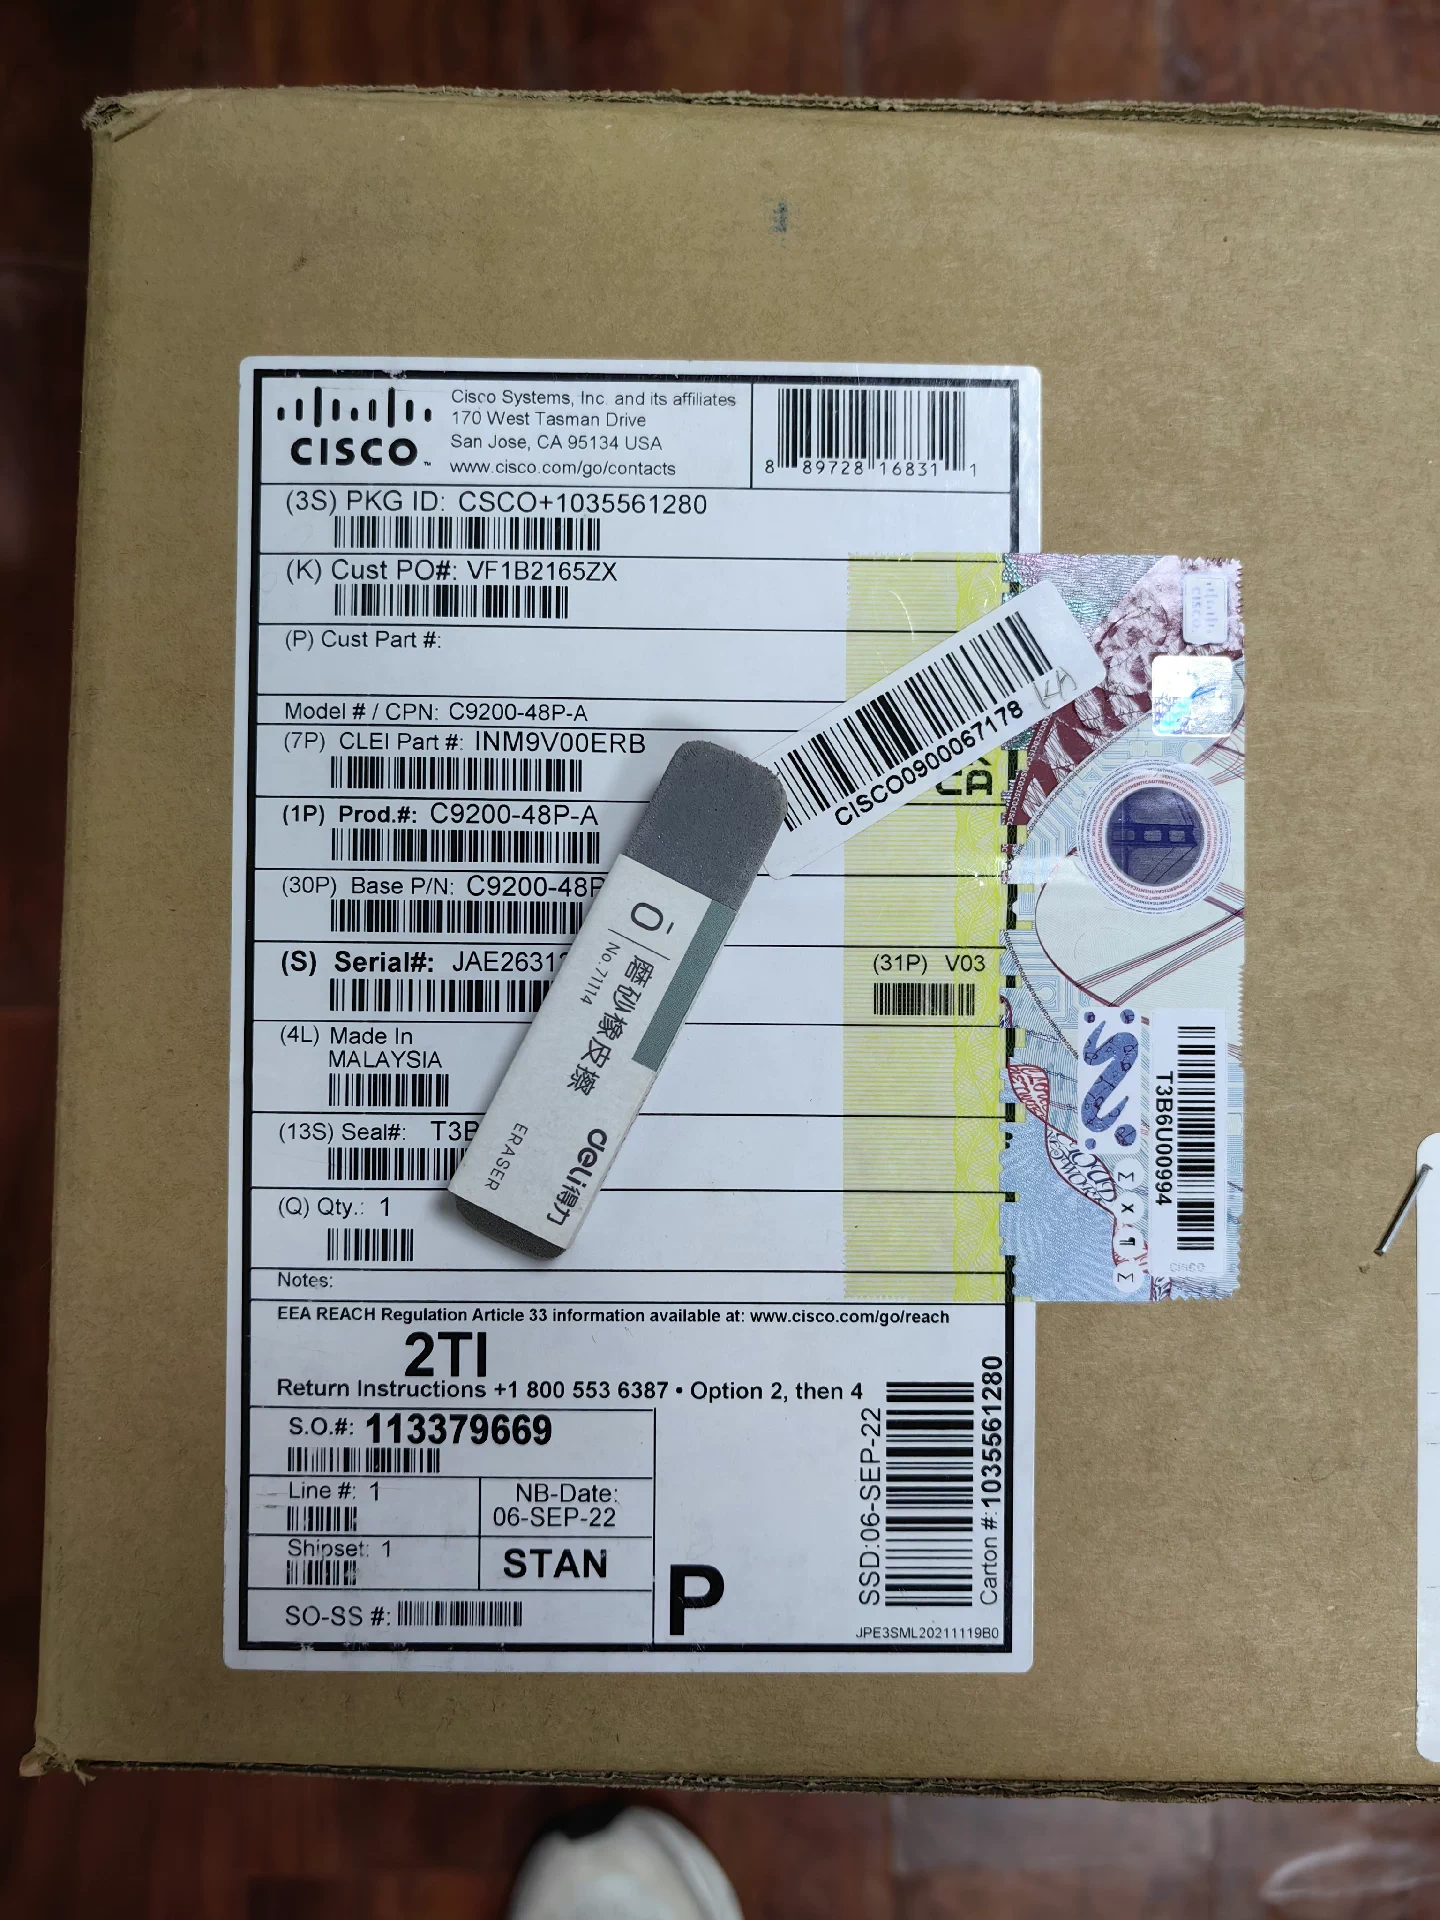 CISCO
Cisco Systems, Inc. and its affiliates
170 West Tasman Drive
San Jose, CA 95134 USA
www.cisco.com/go/contacts
8 89728 16831 1
(3S) PKG ID: CSCO+1035561280
(K) Cust PO#: VF1B2165ZX
(P) Cust Part #:
Model # / CPN: C9200-48P-A
(7P) CLEI Part #: INM9V00ERB
(1P) Prod.#: C9200-48P-A
(30P) Base P/N: C9200-48P
(S) Serial#: JAE2631
(31P) V03
(4L) Made In
MALAYSIA
(13S) Seal#: T3B
(Q) Qty.: 1
Notes:
EEA REACH Regulation Article 33 information available at: www.cisco.com/go/reach
2TI
Return Instructions +1 800 553 6387 • Option 2, then 4
S.O.#: 113379669
Line #: 1
NB-Date:
06-SEP-22
Shipset: 1
STAN
SO-SS #:
P
SSD:06-SEP-22
Carton #:1035561280
JPE3SML20211119B0
CISCO0900067178
CA
CISCO
T3B6U00994
CISCO
No.71114
磨砂橡皮擦
ERASER
deli得力